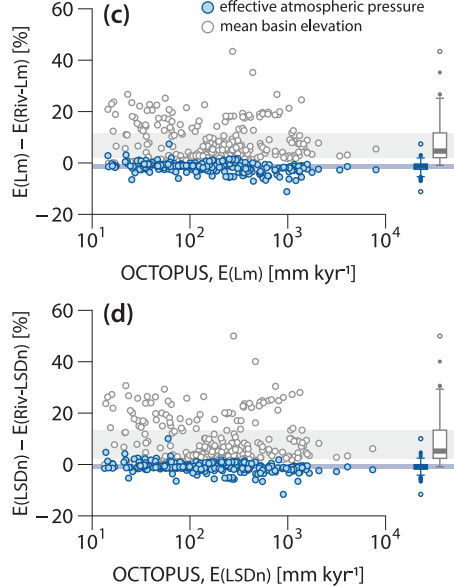 effective atmospheric pressure
(c)
mean basin elevation
60
40
20
0
−20
E(Lm) − E(Riv-Lm) [%]
10¹ 10² 10³ 10⁴
OCTOPUS, E(Lm) [mm kyr⁻¹]
(d)
60
40
20
0
−20
E(LSDn) − E(Riv-LSDn) [%]
10¹ 10² 10³ 10⁴
OCTOPUS, E(LSDn) [mm kyr⁻¹]